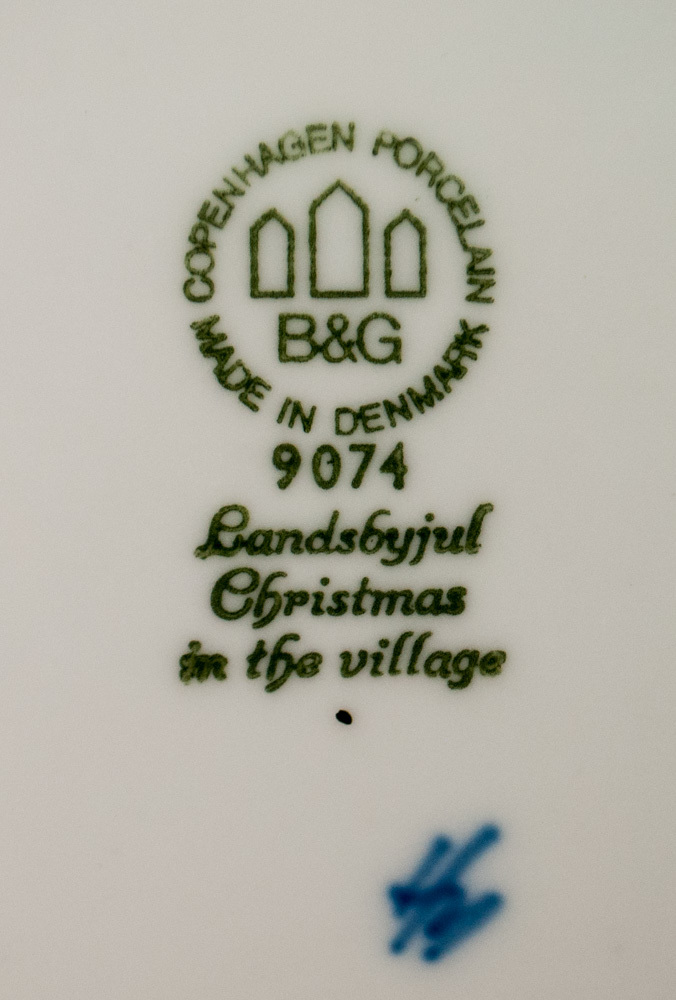 COPENHAGEN PORCELAIN
B&G
MADE IN DENMARK
9074
Landsbyjul
Christmas
in the village